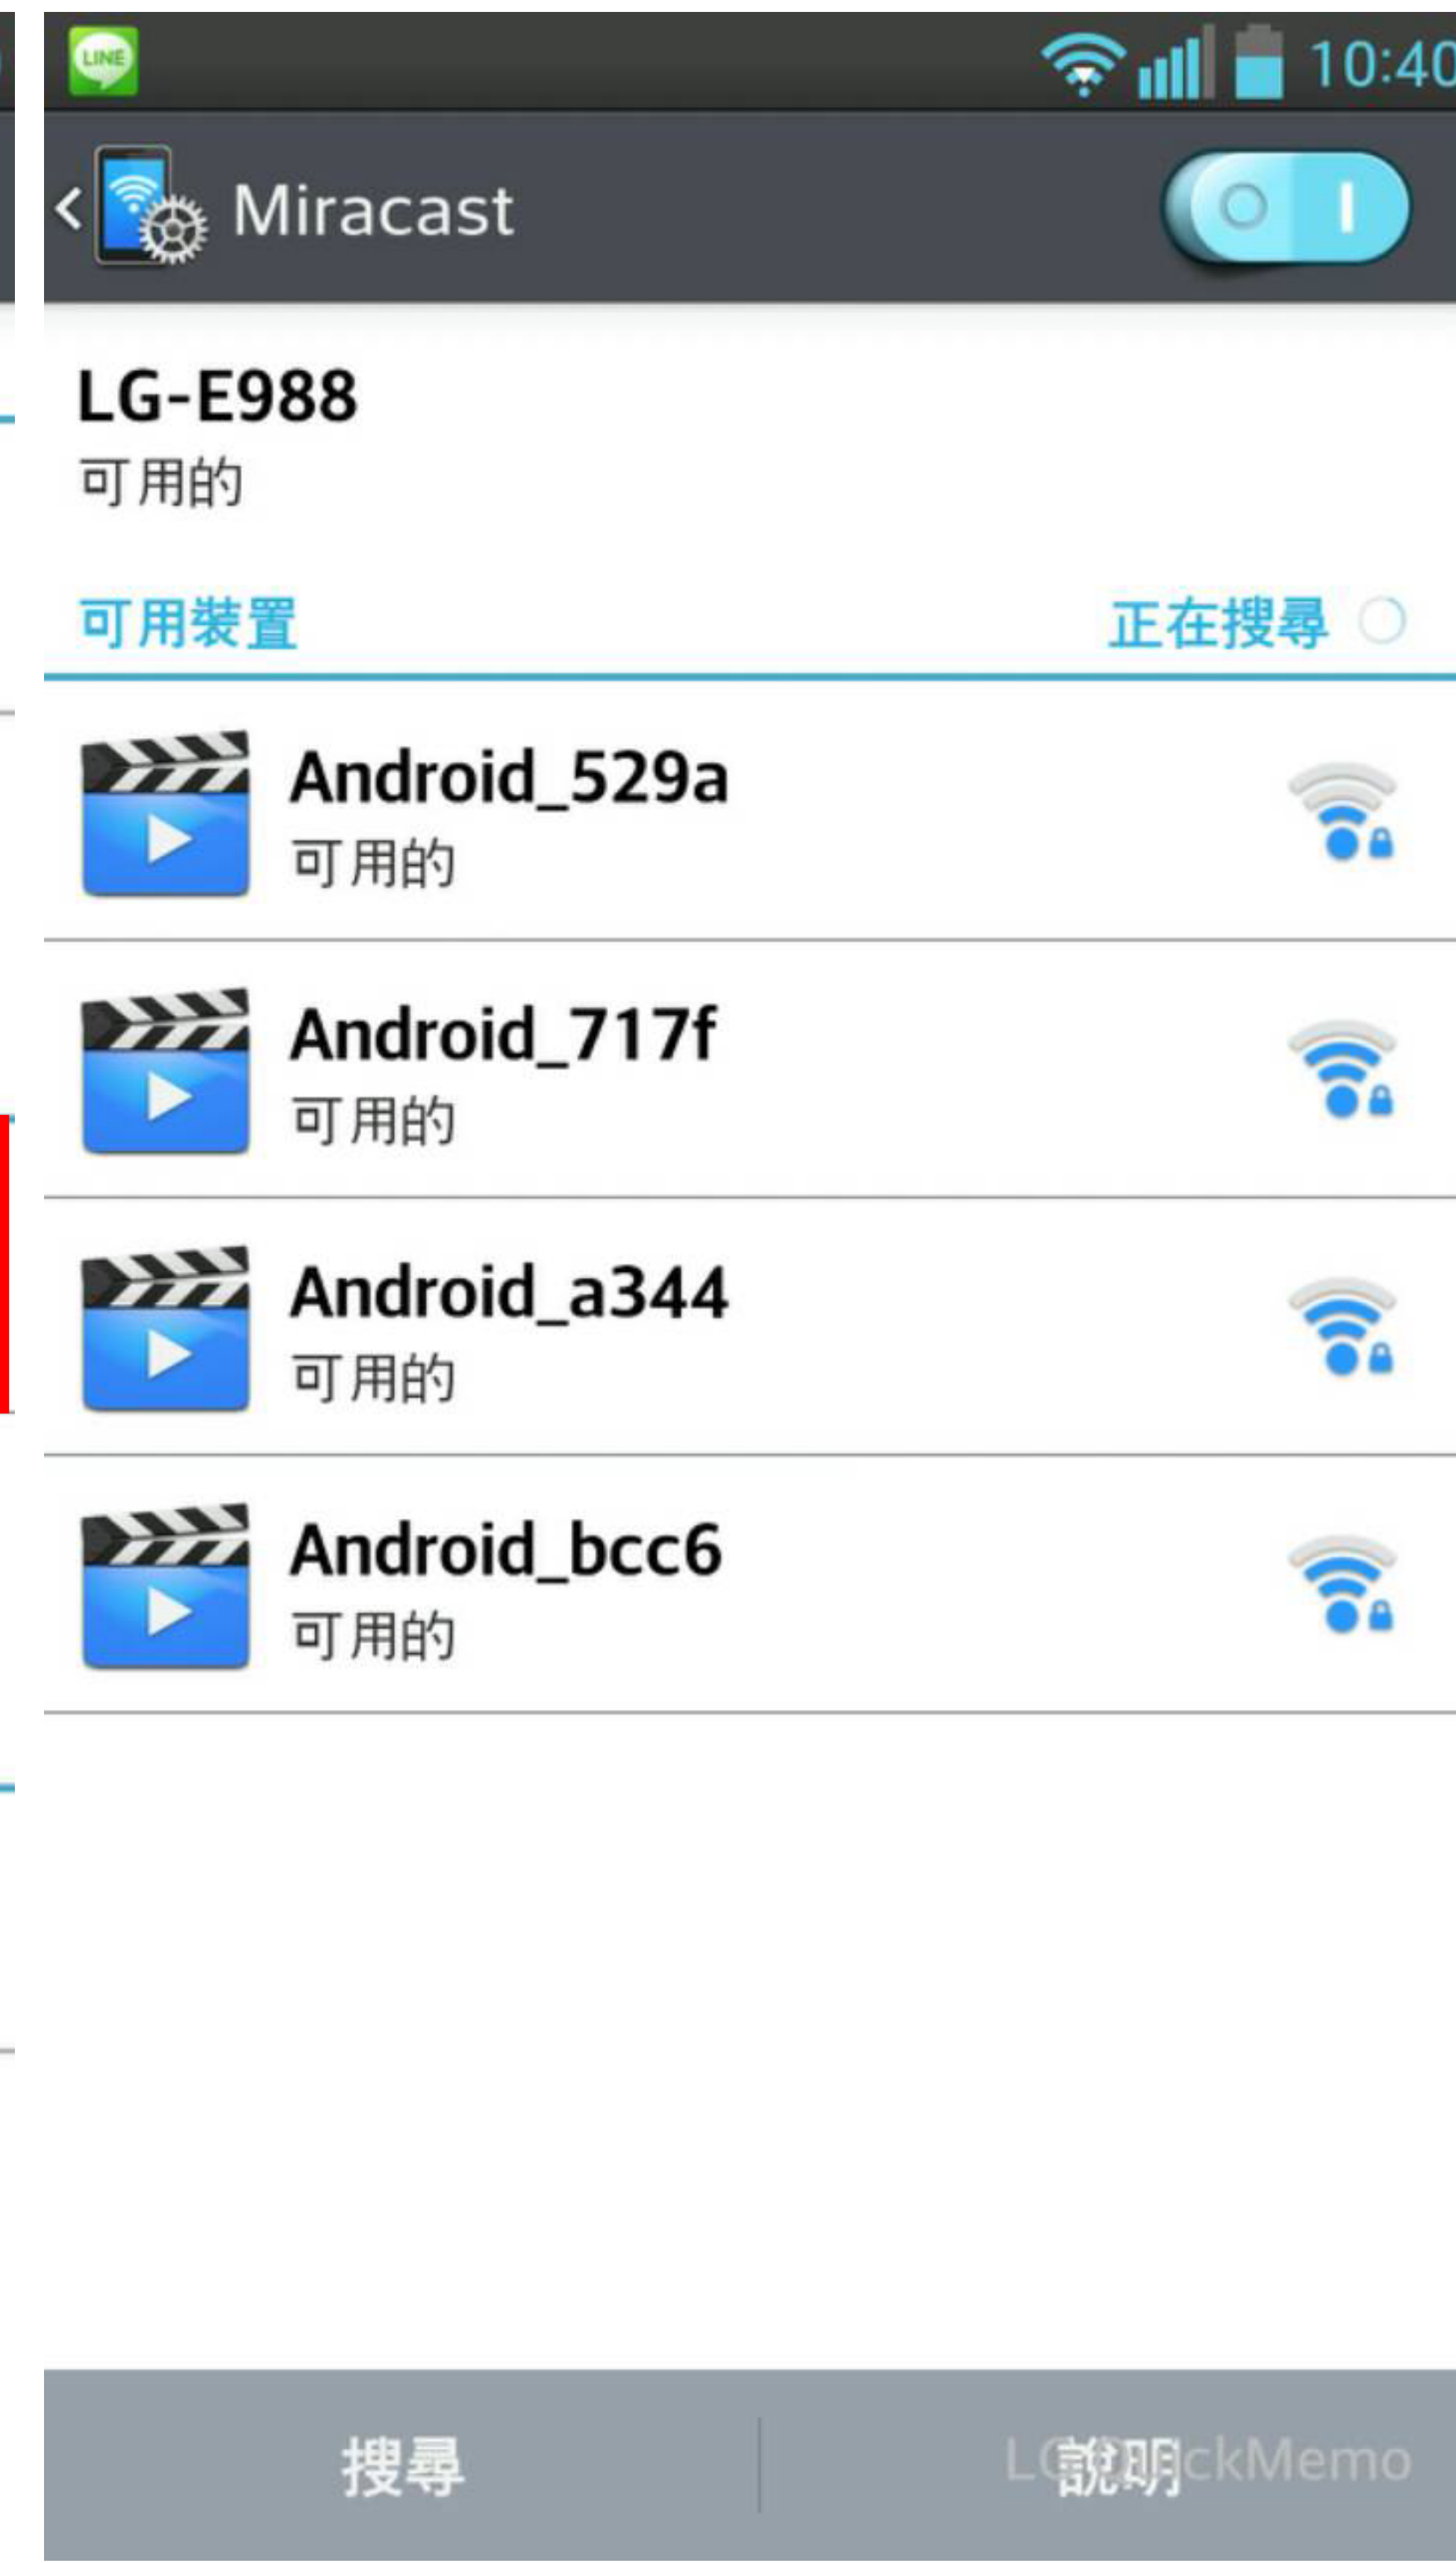 LINE
10:40
Miracast
LG-E988
可用的
可用裝置 正在搜尋
Android_529a
可用的
Android_717f
可用的
Android_a344
可用的
Android_bcc6
可用的
搜尋 說明
ckMemo